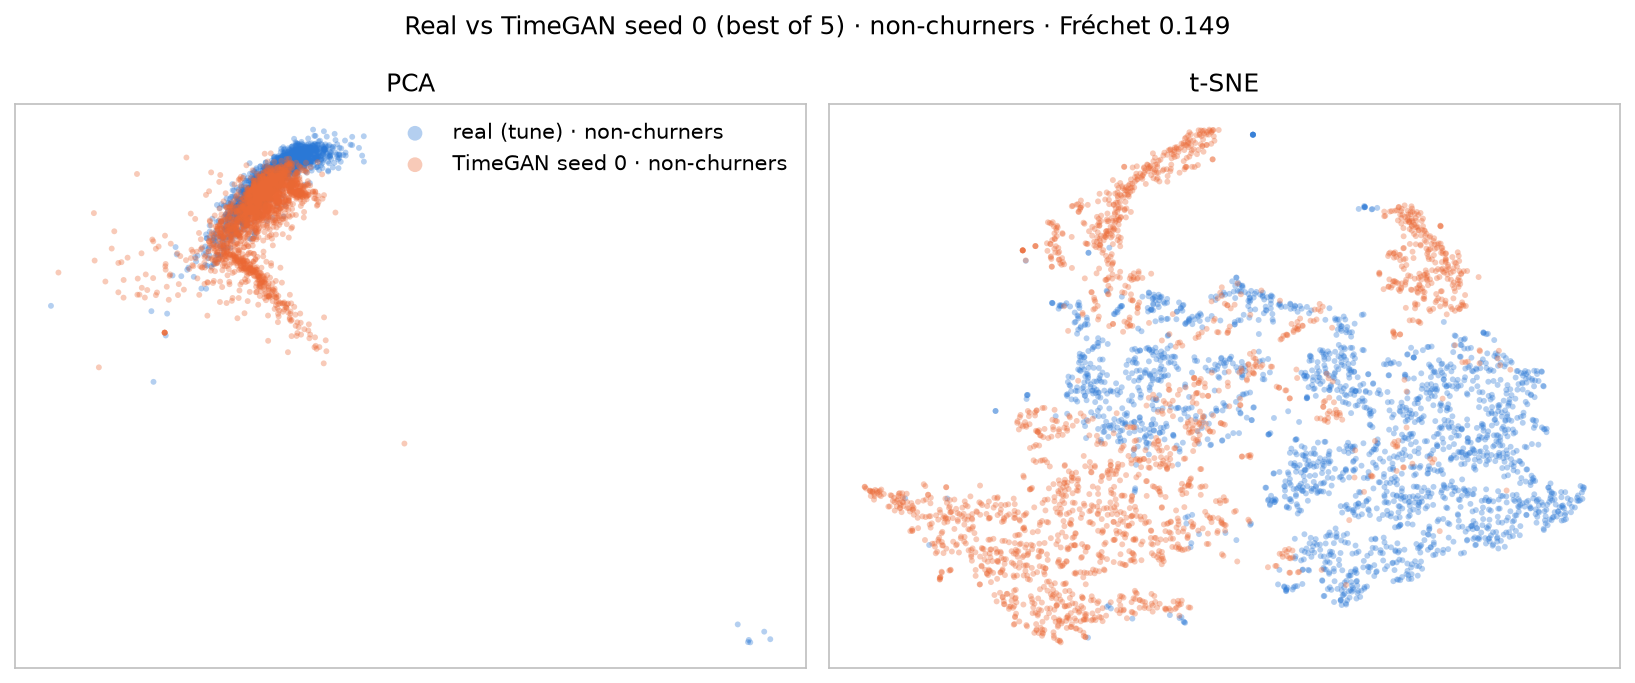 Real vs TimeGAN seed 0 (best of 5) · non-churners · Fréchet 0.149
PCA
real (tune) · non-churners
TimeGAN seed 0 · non-churners
t-SNE